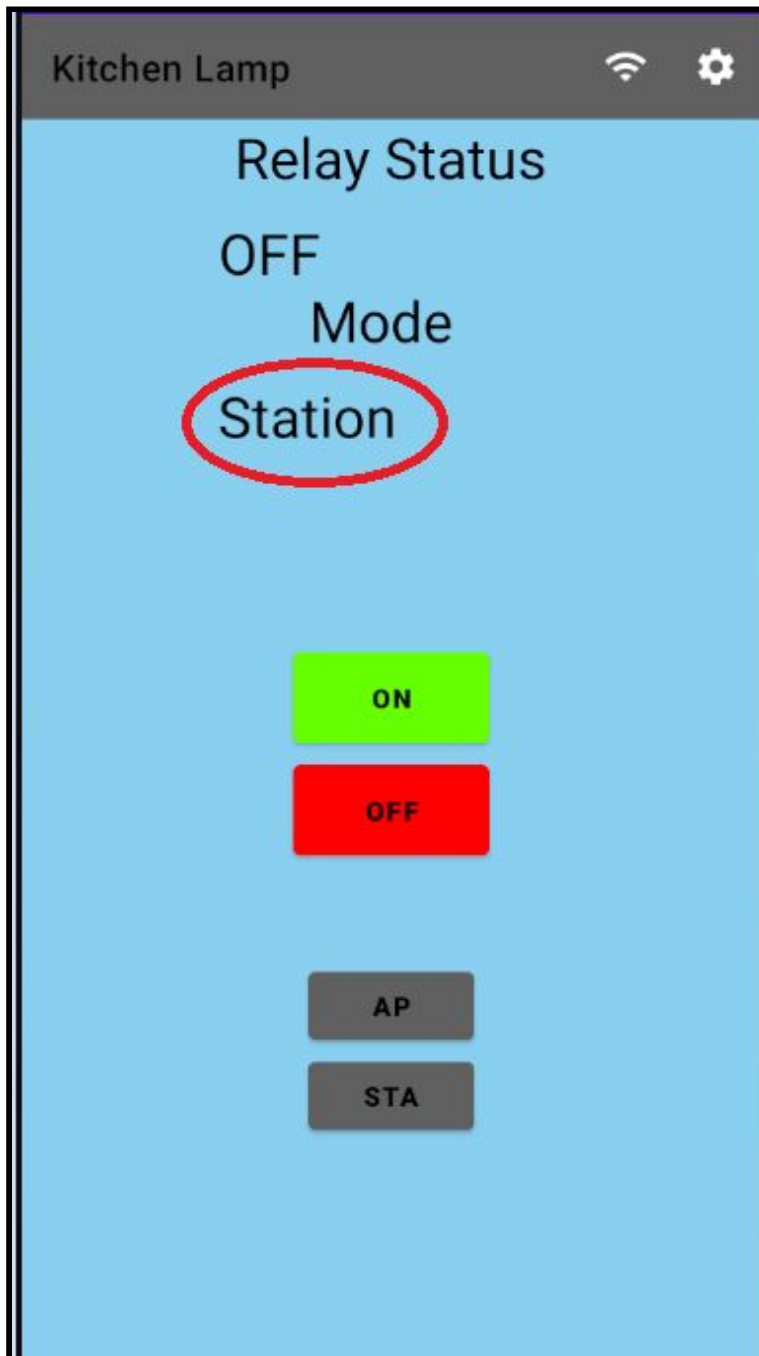 Kitchen Lamp
Relay Status
OFF
Mode
Station
ON
OFF
AP
STA